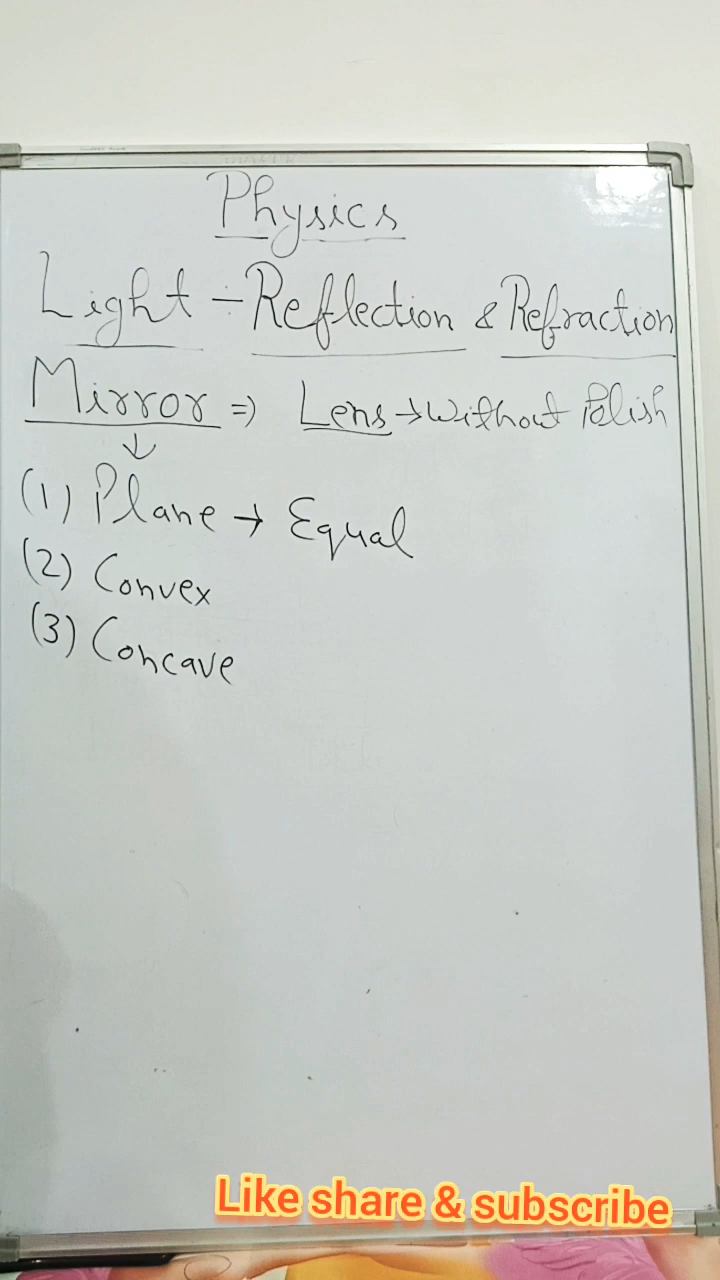 Physics
Light - Reflection & Refraction
Mirror => Lens → Without Polish
↓
(1) Plane → Equal
(2) Convex
(3) Concave
Like share & subscribe